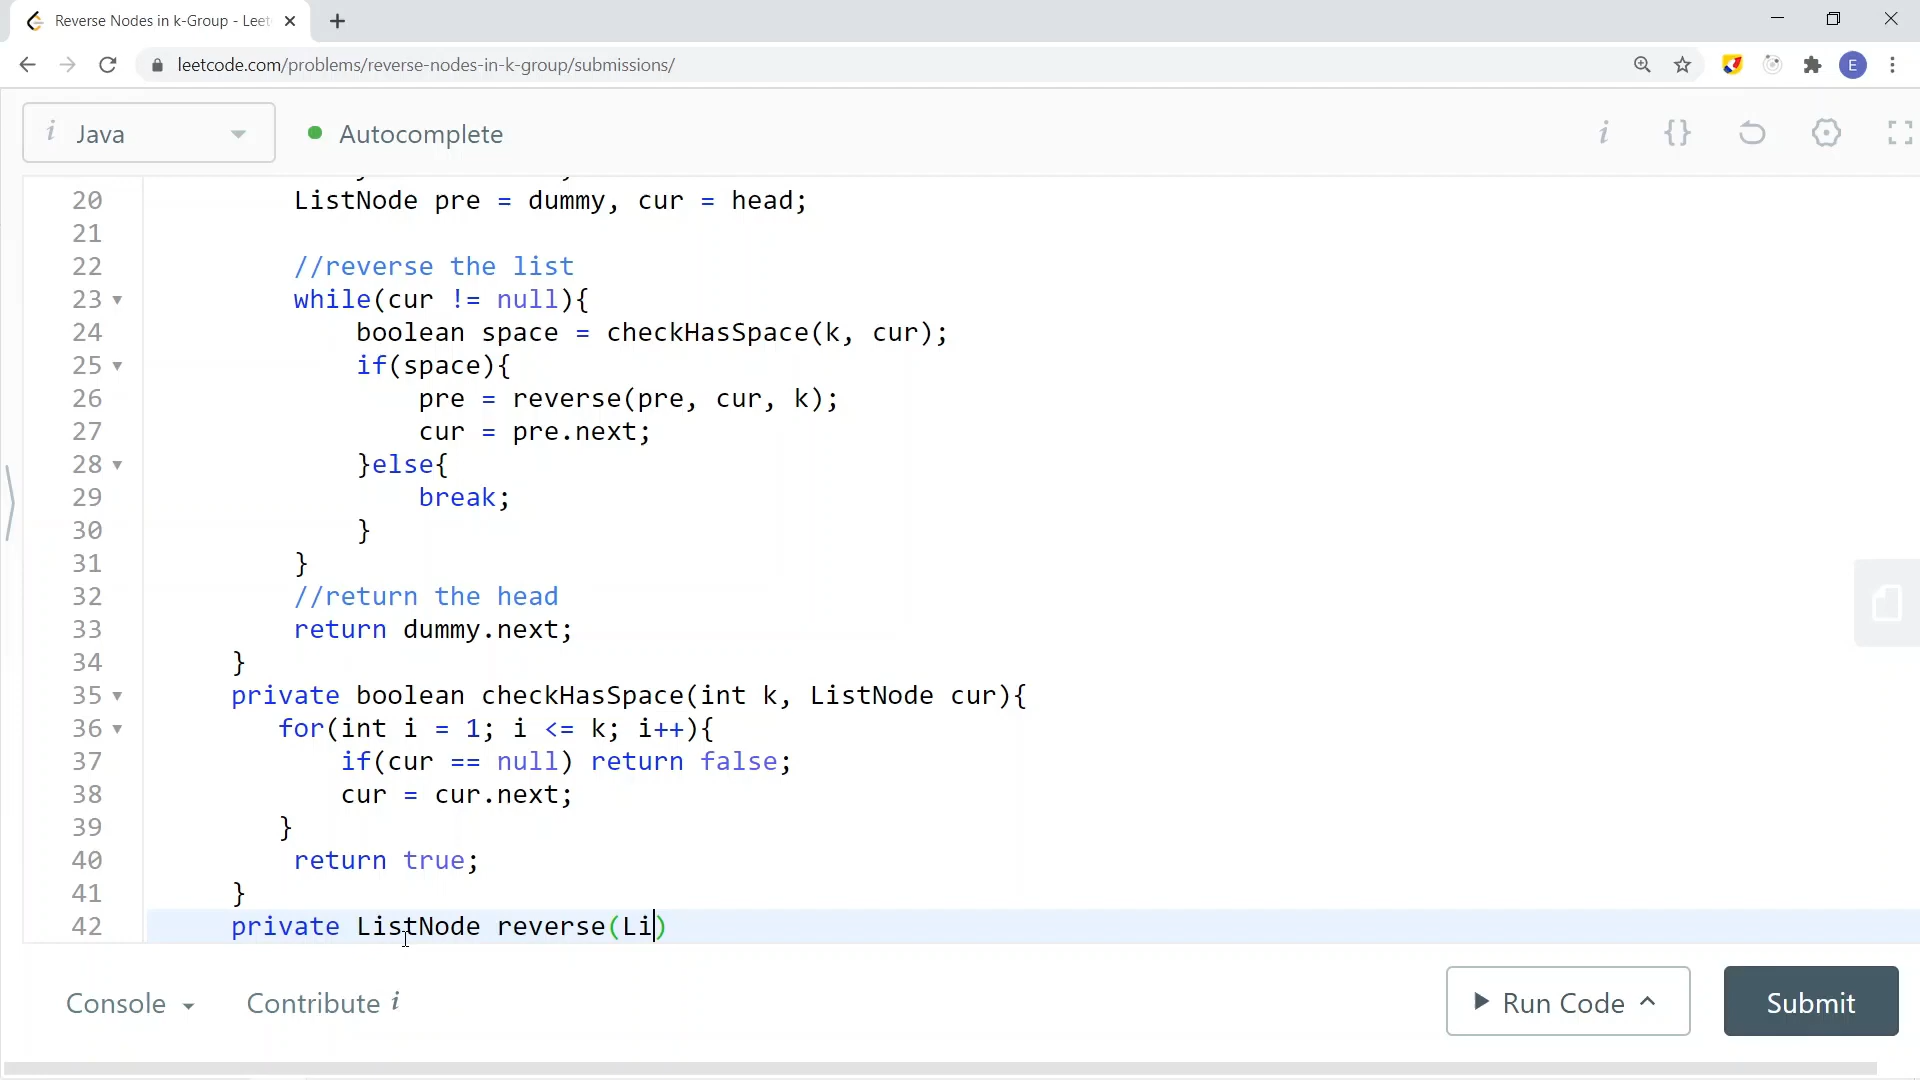 Reverse Nodes in k-Group - Leet
leetcode.com/problems/reverse-nodes-in-k-group/submissions/
E
i Java
Autocomplete
i {}
20 ListNode pre = dummy, cur = head;
21
22 //reverse the list
23 while(cur != null){
24 boolean space = checkHasSpace(k, cur);
25 if(space){
26 pre = reverse(pre, cur, k);
27 cur = pre.next;
28 }else{
29 break;
30 }
31 }
32 //return the head
33 return dummy.next;
34 }
35 private boolean checkHasSpace(int k, ListNode cur){
36 for(int i = 1; i <= k; i++){
37 if(cur == null) return false;
38 cur = cur.next;
39 }
40 return true;
41 }
42 private ListNode reverse(Li)
Console
Contribute i
Run Code
Submit